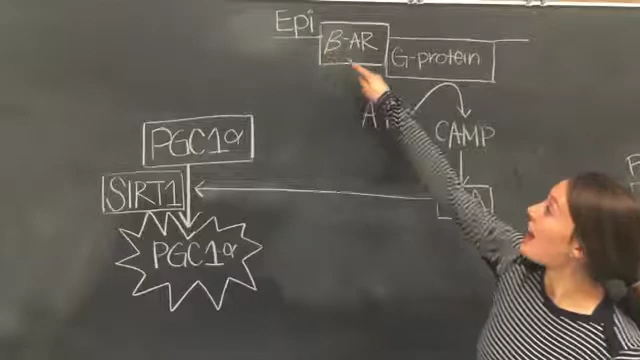 Epi
β-AR
G-protein
cAMP
PGC1α
SIRT1
PGC1α